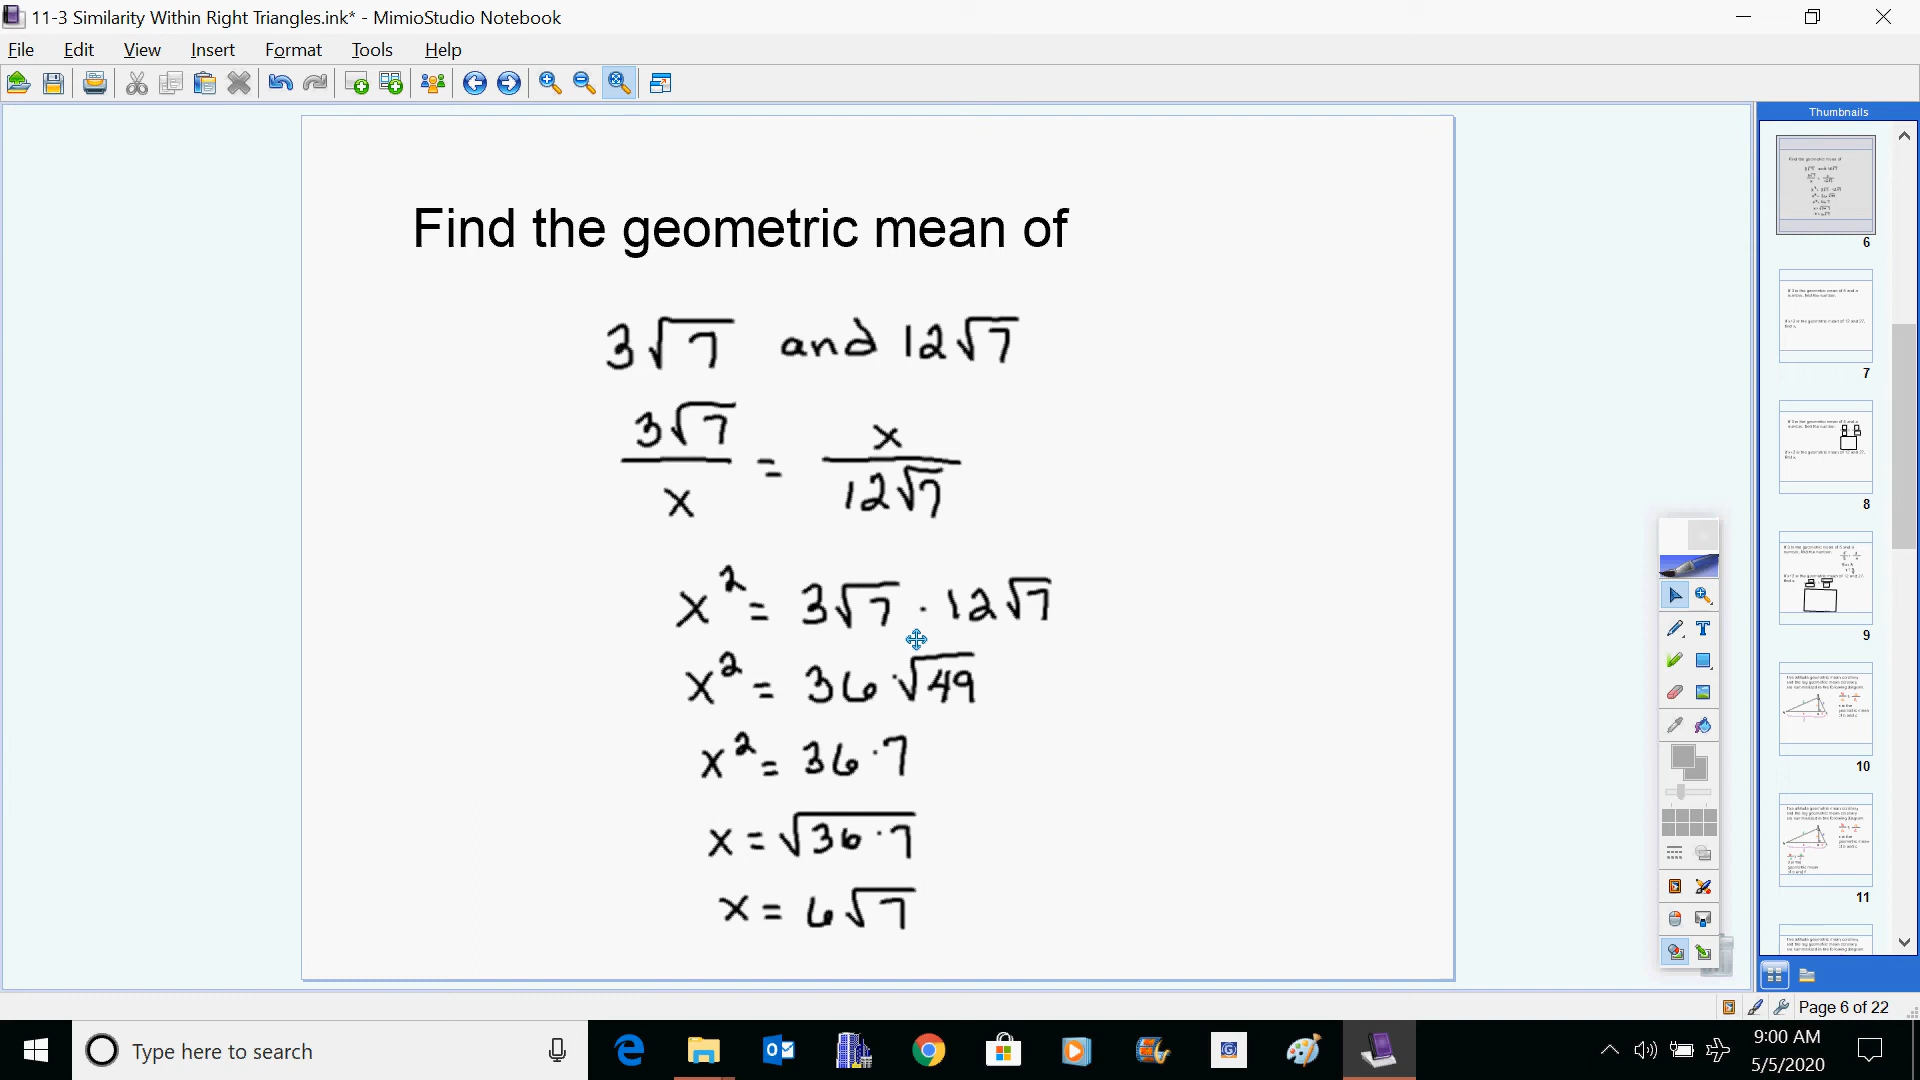 11-3 Similarity Within Right Triangles.ink* - MimioStudio Notebook
File Edit View Insert Format Tools Help
Thumbnails
Find the geometric mean of
3√7 and 12√7
3√7/x = x/12√7
x² = 3√7 · 12√7
x² = 36·√49
x² = 36·7
x = √36·7
x = 6√7
6
7
8
9
10
11
Page 6 of 22
Type here to search
9:00 AM
5/5/2020